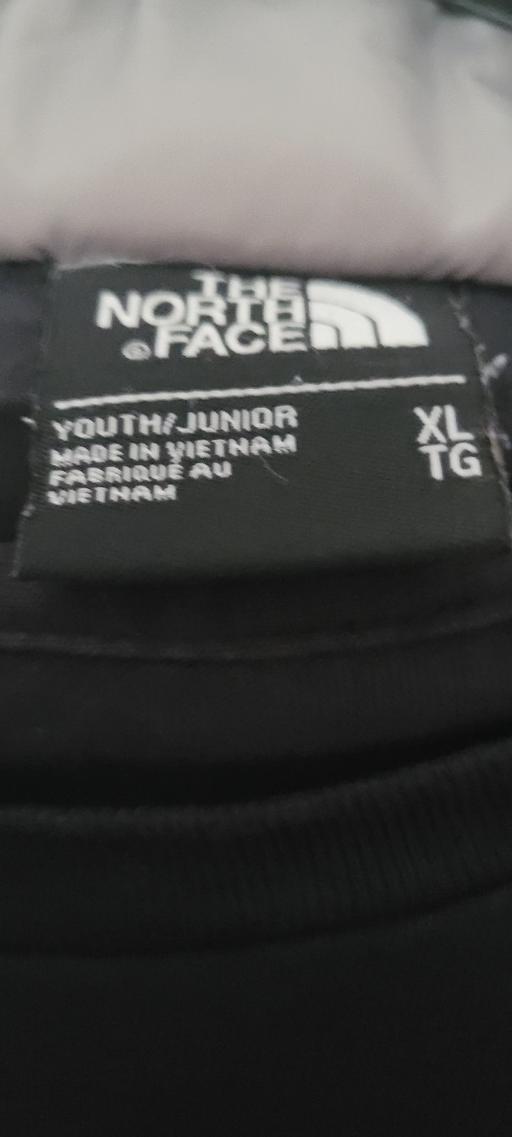 THE
NORTH
FACE
YOUTH/JUNIOR
MADE IN VIETNAM
FABRIQUÉ AU
VIETNAM
XL
TG